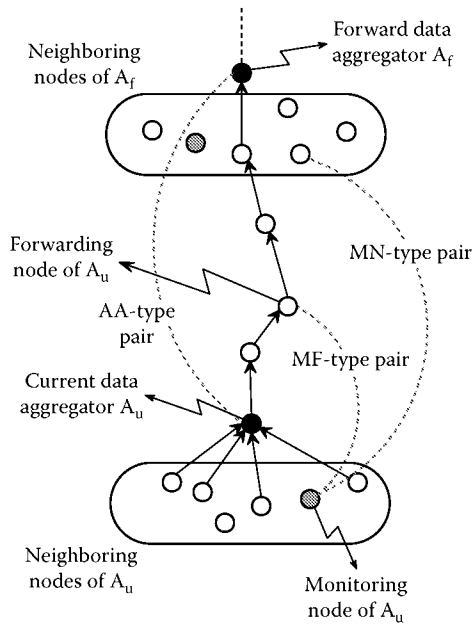 Neighboring
nodes of Af
Forward data
aggregator Af
Forwarding
node of Au
MN-type pair
AA-type
pair
MF-type pair
Current data
aggregator Au
Neighboring
nodes of Au
Monitoring
node of Au